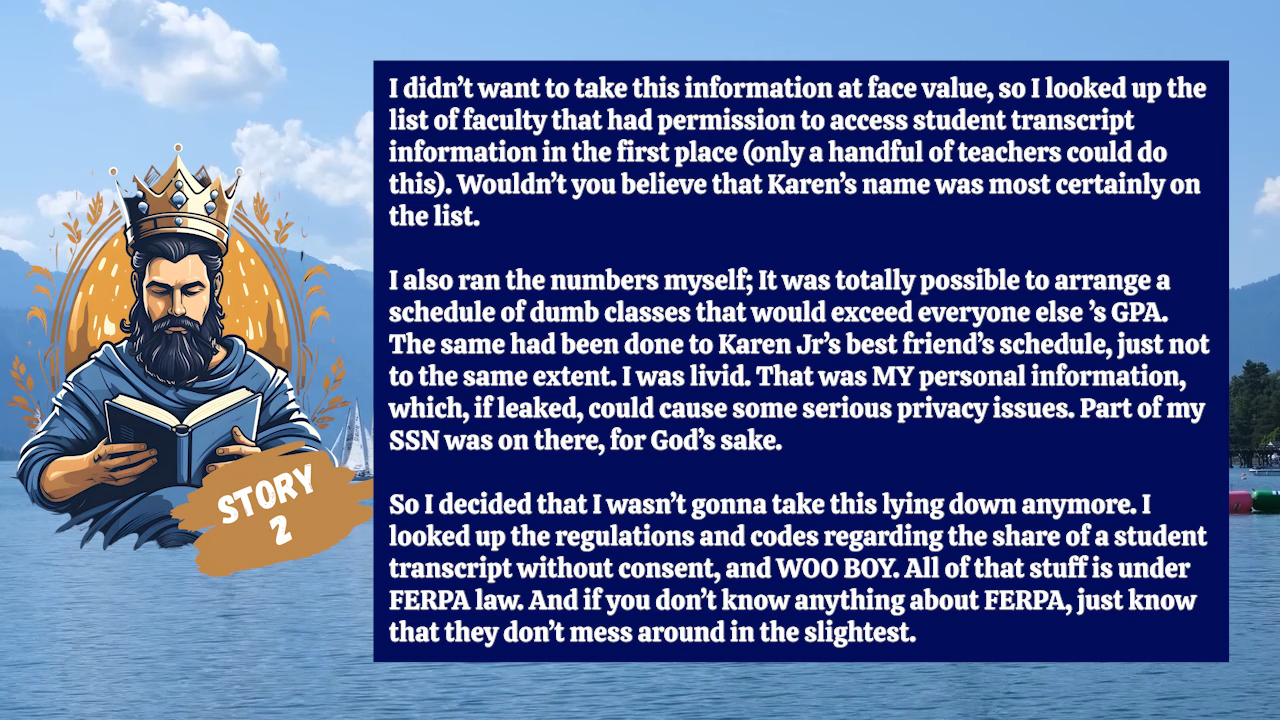 I didn’t want to take this information at face value, so I looked up the
list of faculty that had permission to access student transcript
information in the first place (only a handful of teachers could do
this). Wouldn’t you believe that Karen’s name was most certainly on
the list.
I also ran the numbers myself; It was totally possible to arrange a
schedule of dumb classes that would exceed everyone else ’s GPA.
The same had been done to Karen Jr’s best friend’s schedule, just not
to the same extent. I was livid. That was MY personal information,
which, if leaked, could cause some serious privacy issues. Part of my
SSN was on there, for God’s sake.
So I decided that I wasn’t gonna take this lying down anymore. I
looked up the regulations and codes regarding the share of a student
transcript without consent, and WOO BOY. All of that stuff is under
FERPA law. And if you don’t know anything about FERPA, just know
that they don’t mess around in the slightest.
STORY
2